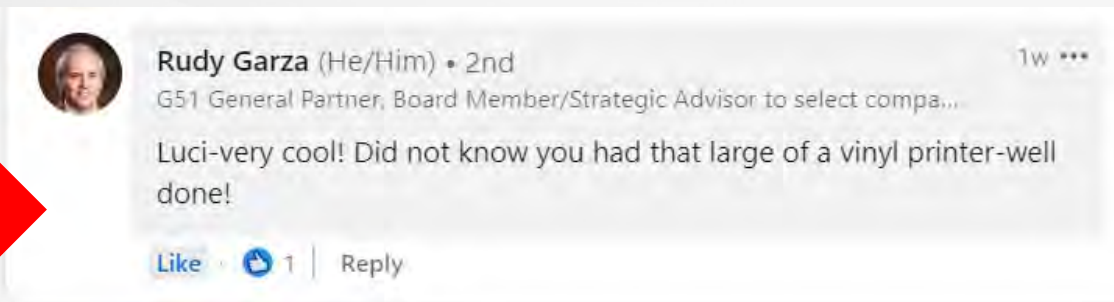 Rudy Garza (He/Him) • 2nd
1w •••
G51 General Partner, Board Member/Strategic Advisor to select compa...
Luci-very cool! Did not know you had that large of a vinyl printer-well
done!
Like · 1 | Reply